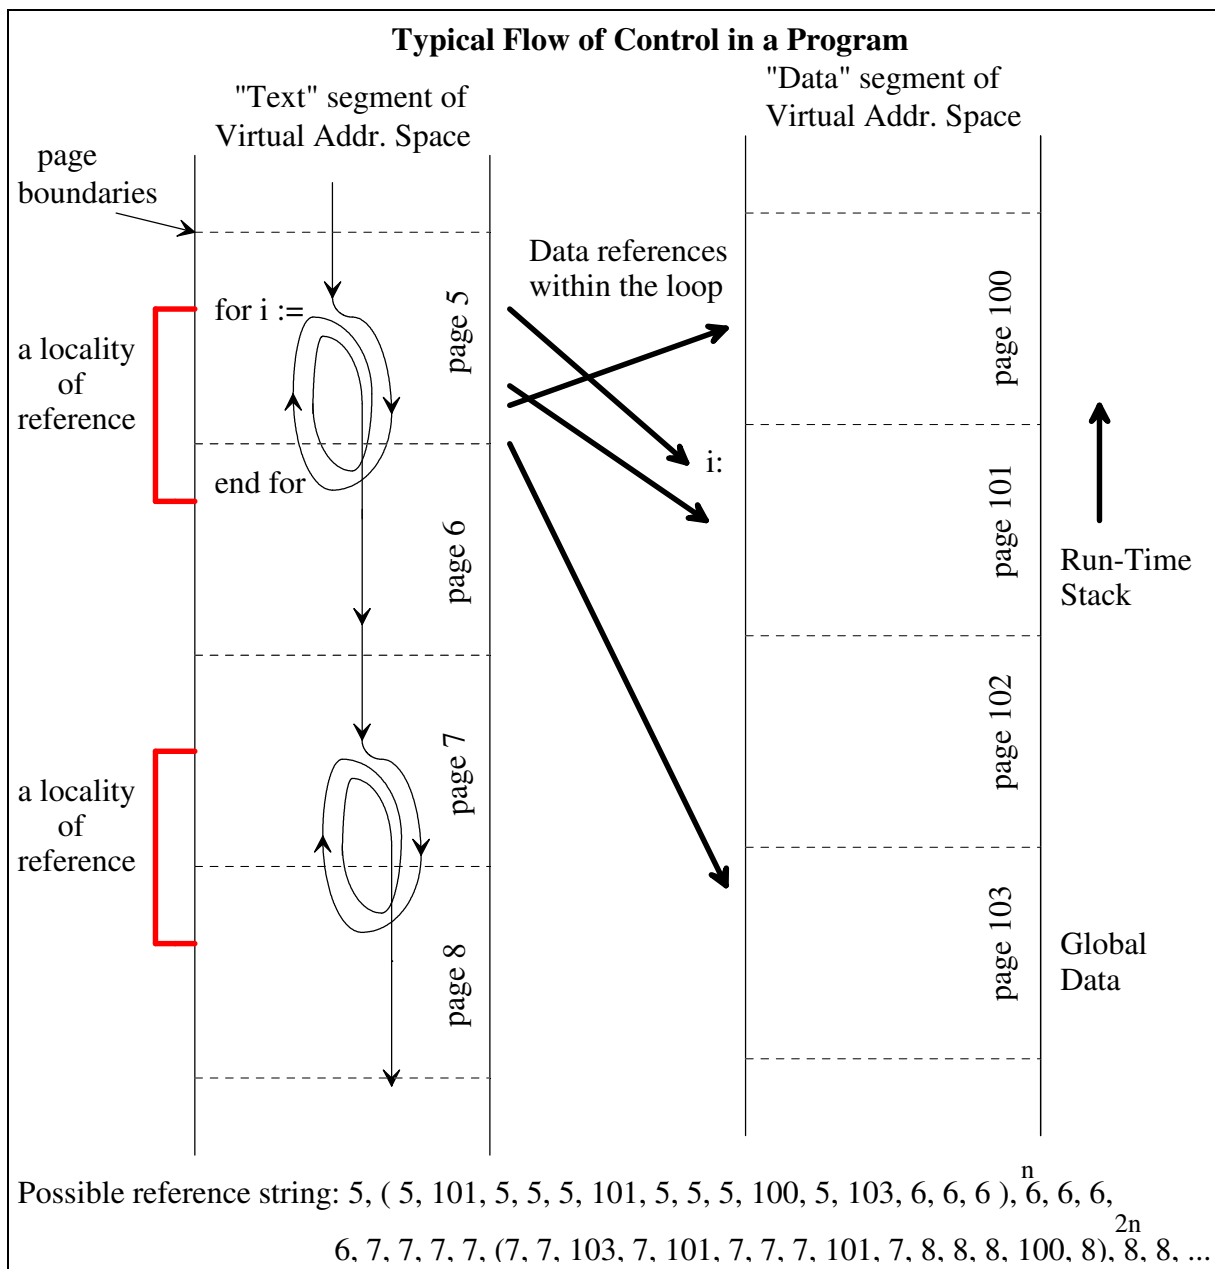 Typical Flow of Control in a Program
"Text" segment of
Virtual Addr. Space
"Data" segment of
Virtual Addr. Space
page
boundaries
Data references
within the loop
for i :=
page 5
page 100
a locality
of
reference
i:
end for
page 6
page 101
Run-Time
Stack
page 7
page 102
a locality
of
reference
page 8
page 103
Global
Data
Possible reference string: 5, ( 5, 101, 5, 5, 5, 101, 5, 5, 5, 100, 5, 103, 6, 6, 6 ),n 6, 6, 6,
6, 7, 7, 7, 7, (7, 7, 103, 7, 101, 7, 7, 7, 101, 7, 8, 8, 8, 100, 8),2n 8, 8, ...